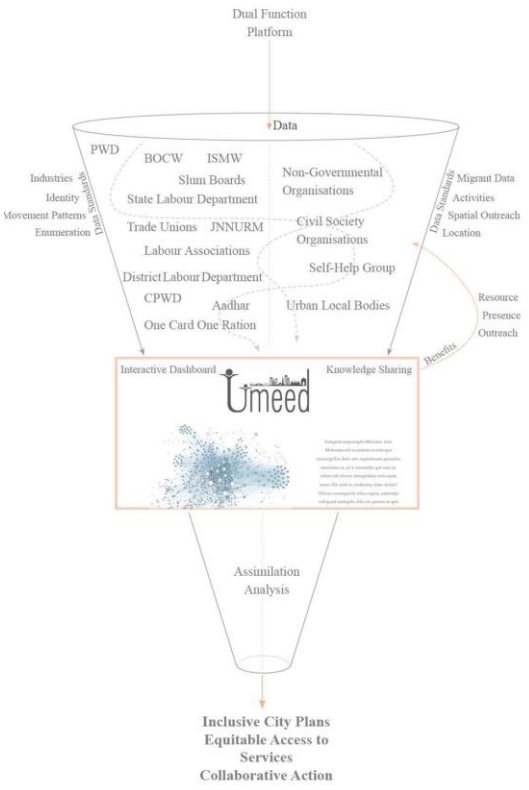 Dual Function
Platform
Data
PWD
BOCW ISMW
Slum Boards
State Labour Department
Trade Unions JNNURM
Labour Associations
District Labour Department
CPWD
Aadhar
One Card One Ration
Non-Governmental
Organisations
Civil Society
Organisations
Self-Help Group
Urban Local Bodies
Industries
Identity
Movement Patterns
Enumeration
Data Standards
Data Standards
Migrant Data
Activities
Spatial Outreach
Location
Resource
Presence
Outreach
Benefits
Interactive Dashboard
Umeed
Knowledge Sharing
Assimilation
Analysis
Inclusive City Plans
Equitable Access to
Services
Collaborative Action